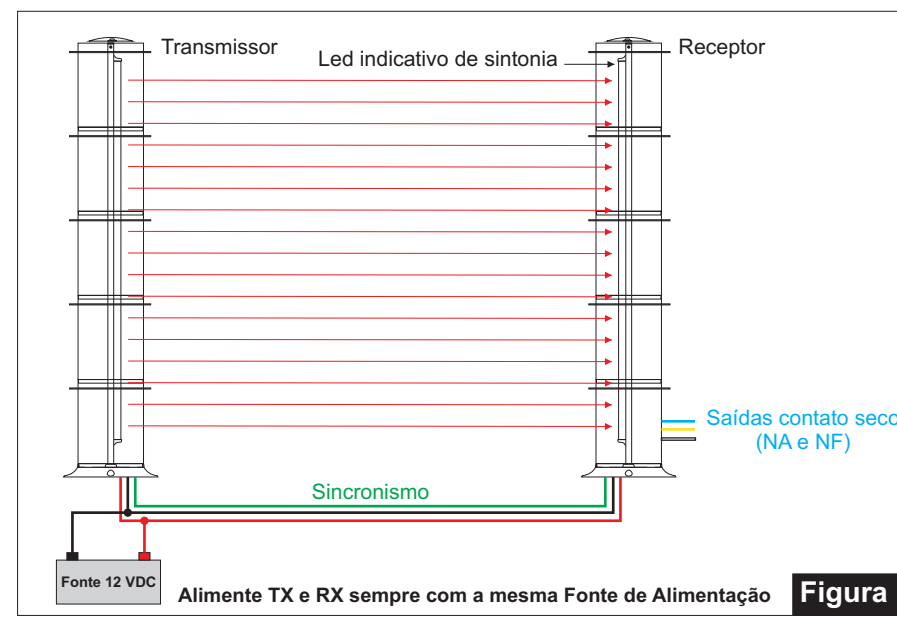 Transmissor
Receptor
Led indicativo de sintonia
Saídas contato seco
(NA e NF)
Sincronismo
Fonte 12 VDC
Alimente TX e RX sempre com a mesma Fonte de Alimentação
Figura